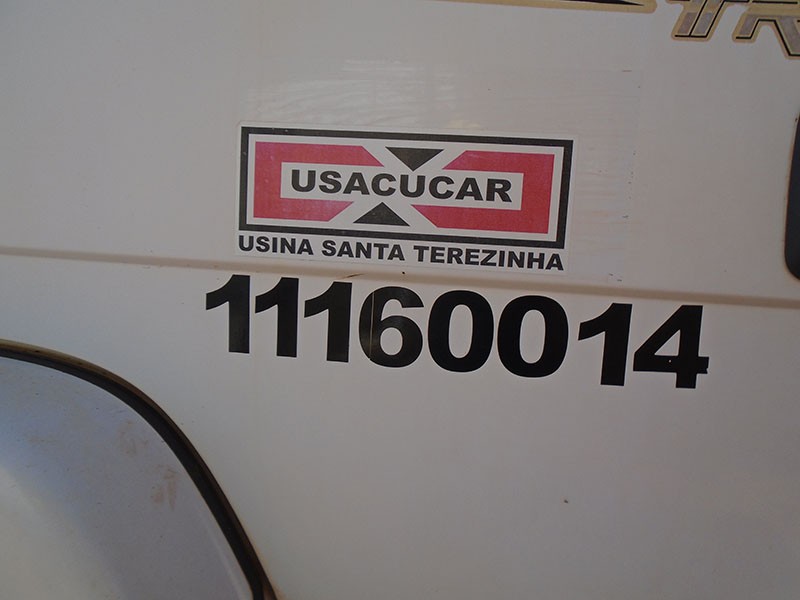 USACUCAR
USINA SANTA TEREZINHA
11160014